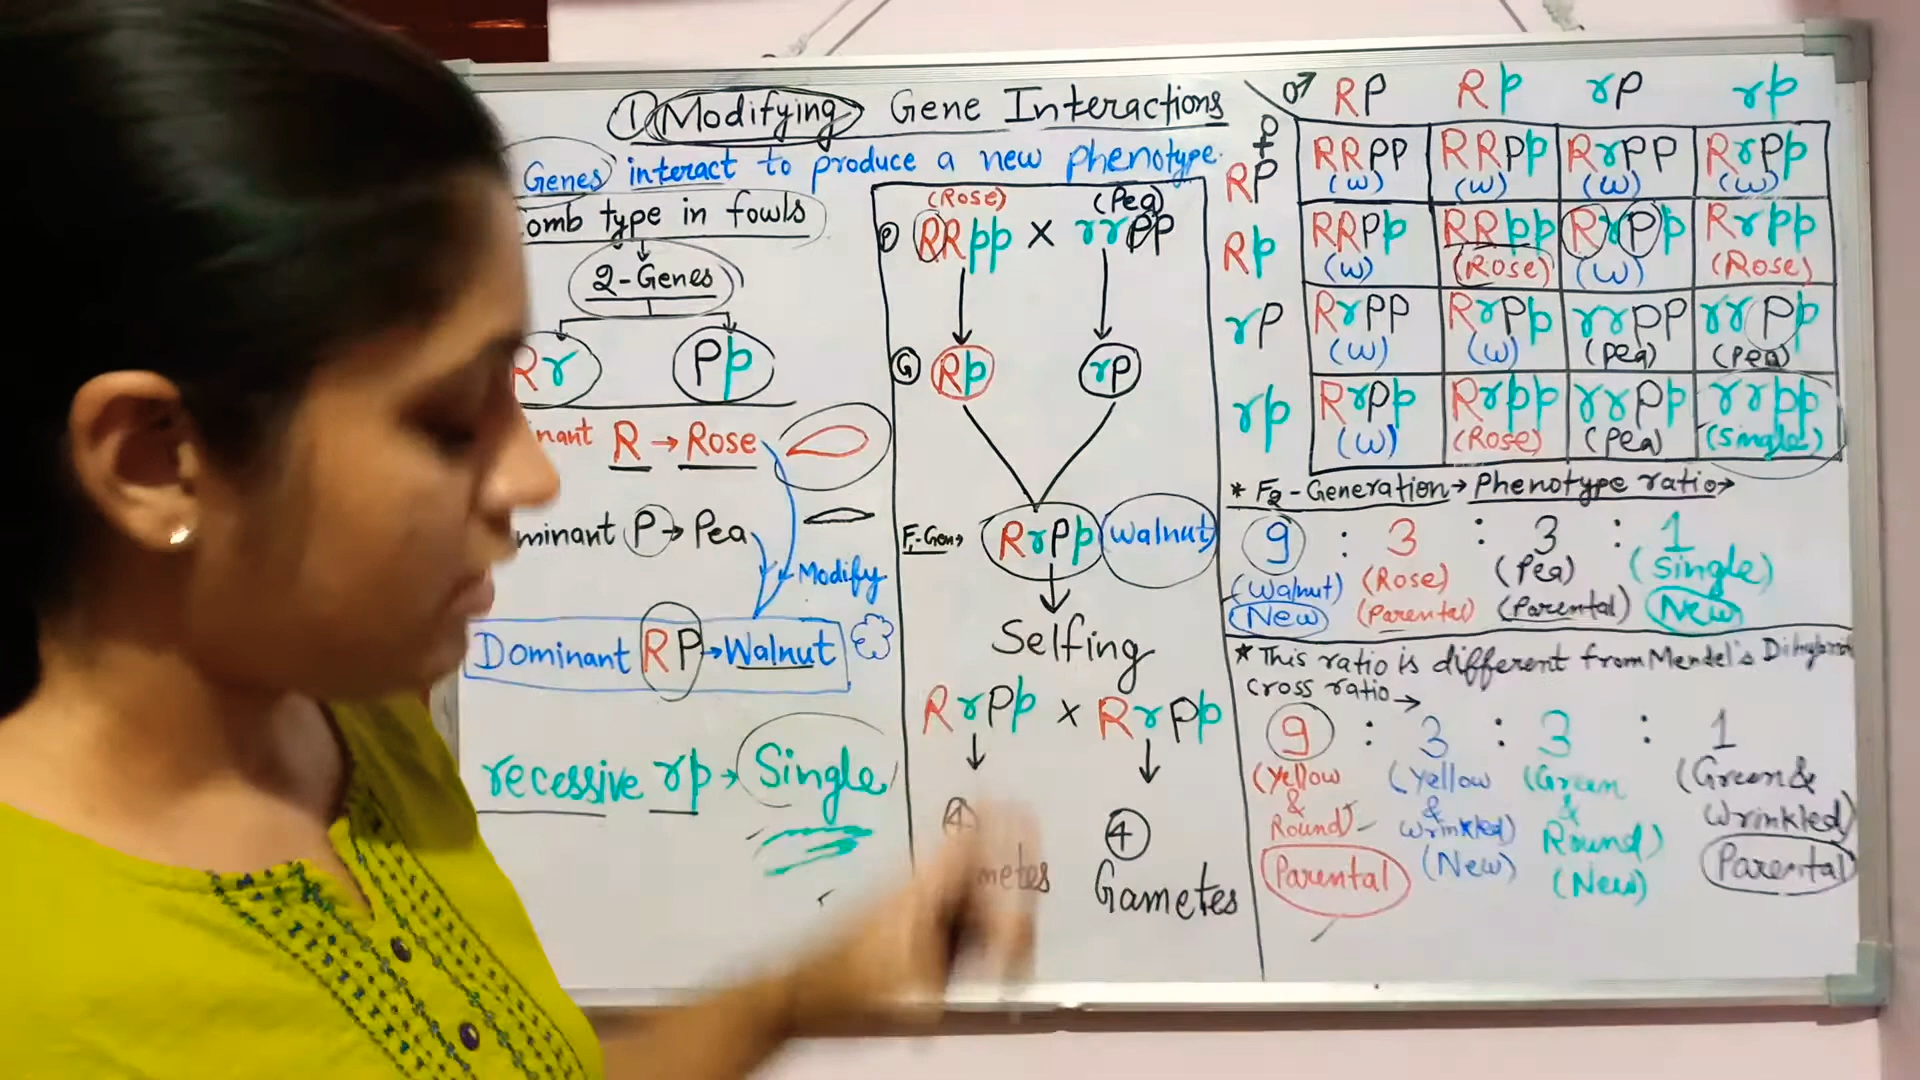 ① Modifying Gene Interactions
Genes interact to produce a new phenotype.
omb type in fowls
2-Genes
Rr Pp
nant R → Rose
minant P → Pea
Modify
Dominant RP → Walnut
recessive rp → Single
(Rose) (Pea)
P RRpp × rrPP
G Rp rP
F1-Gen → RrPp (Walnut)
Selfing
RrPp × RrPp
4 4
metes Gametes
♂ RP Rp rP rp
♀
RP RRPP (W) RRPp (W) RrPP (W) RrPp (W)
Rp RRPp (W) RRpp (Rose) RrPp (W) Rrpp (Rose)
rP RrPP (W) RrPp (W) rrPP (Pea) rrPp (Pea)
rp RrPp (W) Rrpp (Rose) rrPp (Pea) rrpp (Single)
* F2-Generation → Phenotype ratio →
9 : 3 : 3 : 1
(Walnut) (Rose) (Pea) (Single)
(New) (Parental) (Parental) (New)
* This ratio is different from Mendel's Dihybrid
Cross ratio →
9 : 3 : 3 : 1
(Yellow (Yellow (Green (Green &
& & &
Round) Wrinkled) Round) Wrinkled)
(Parental) (New) (New) (Parental)